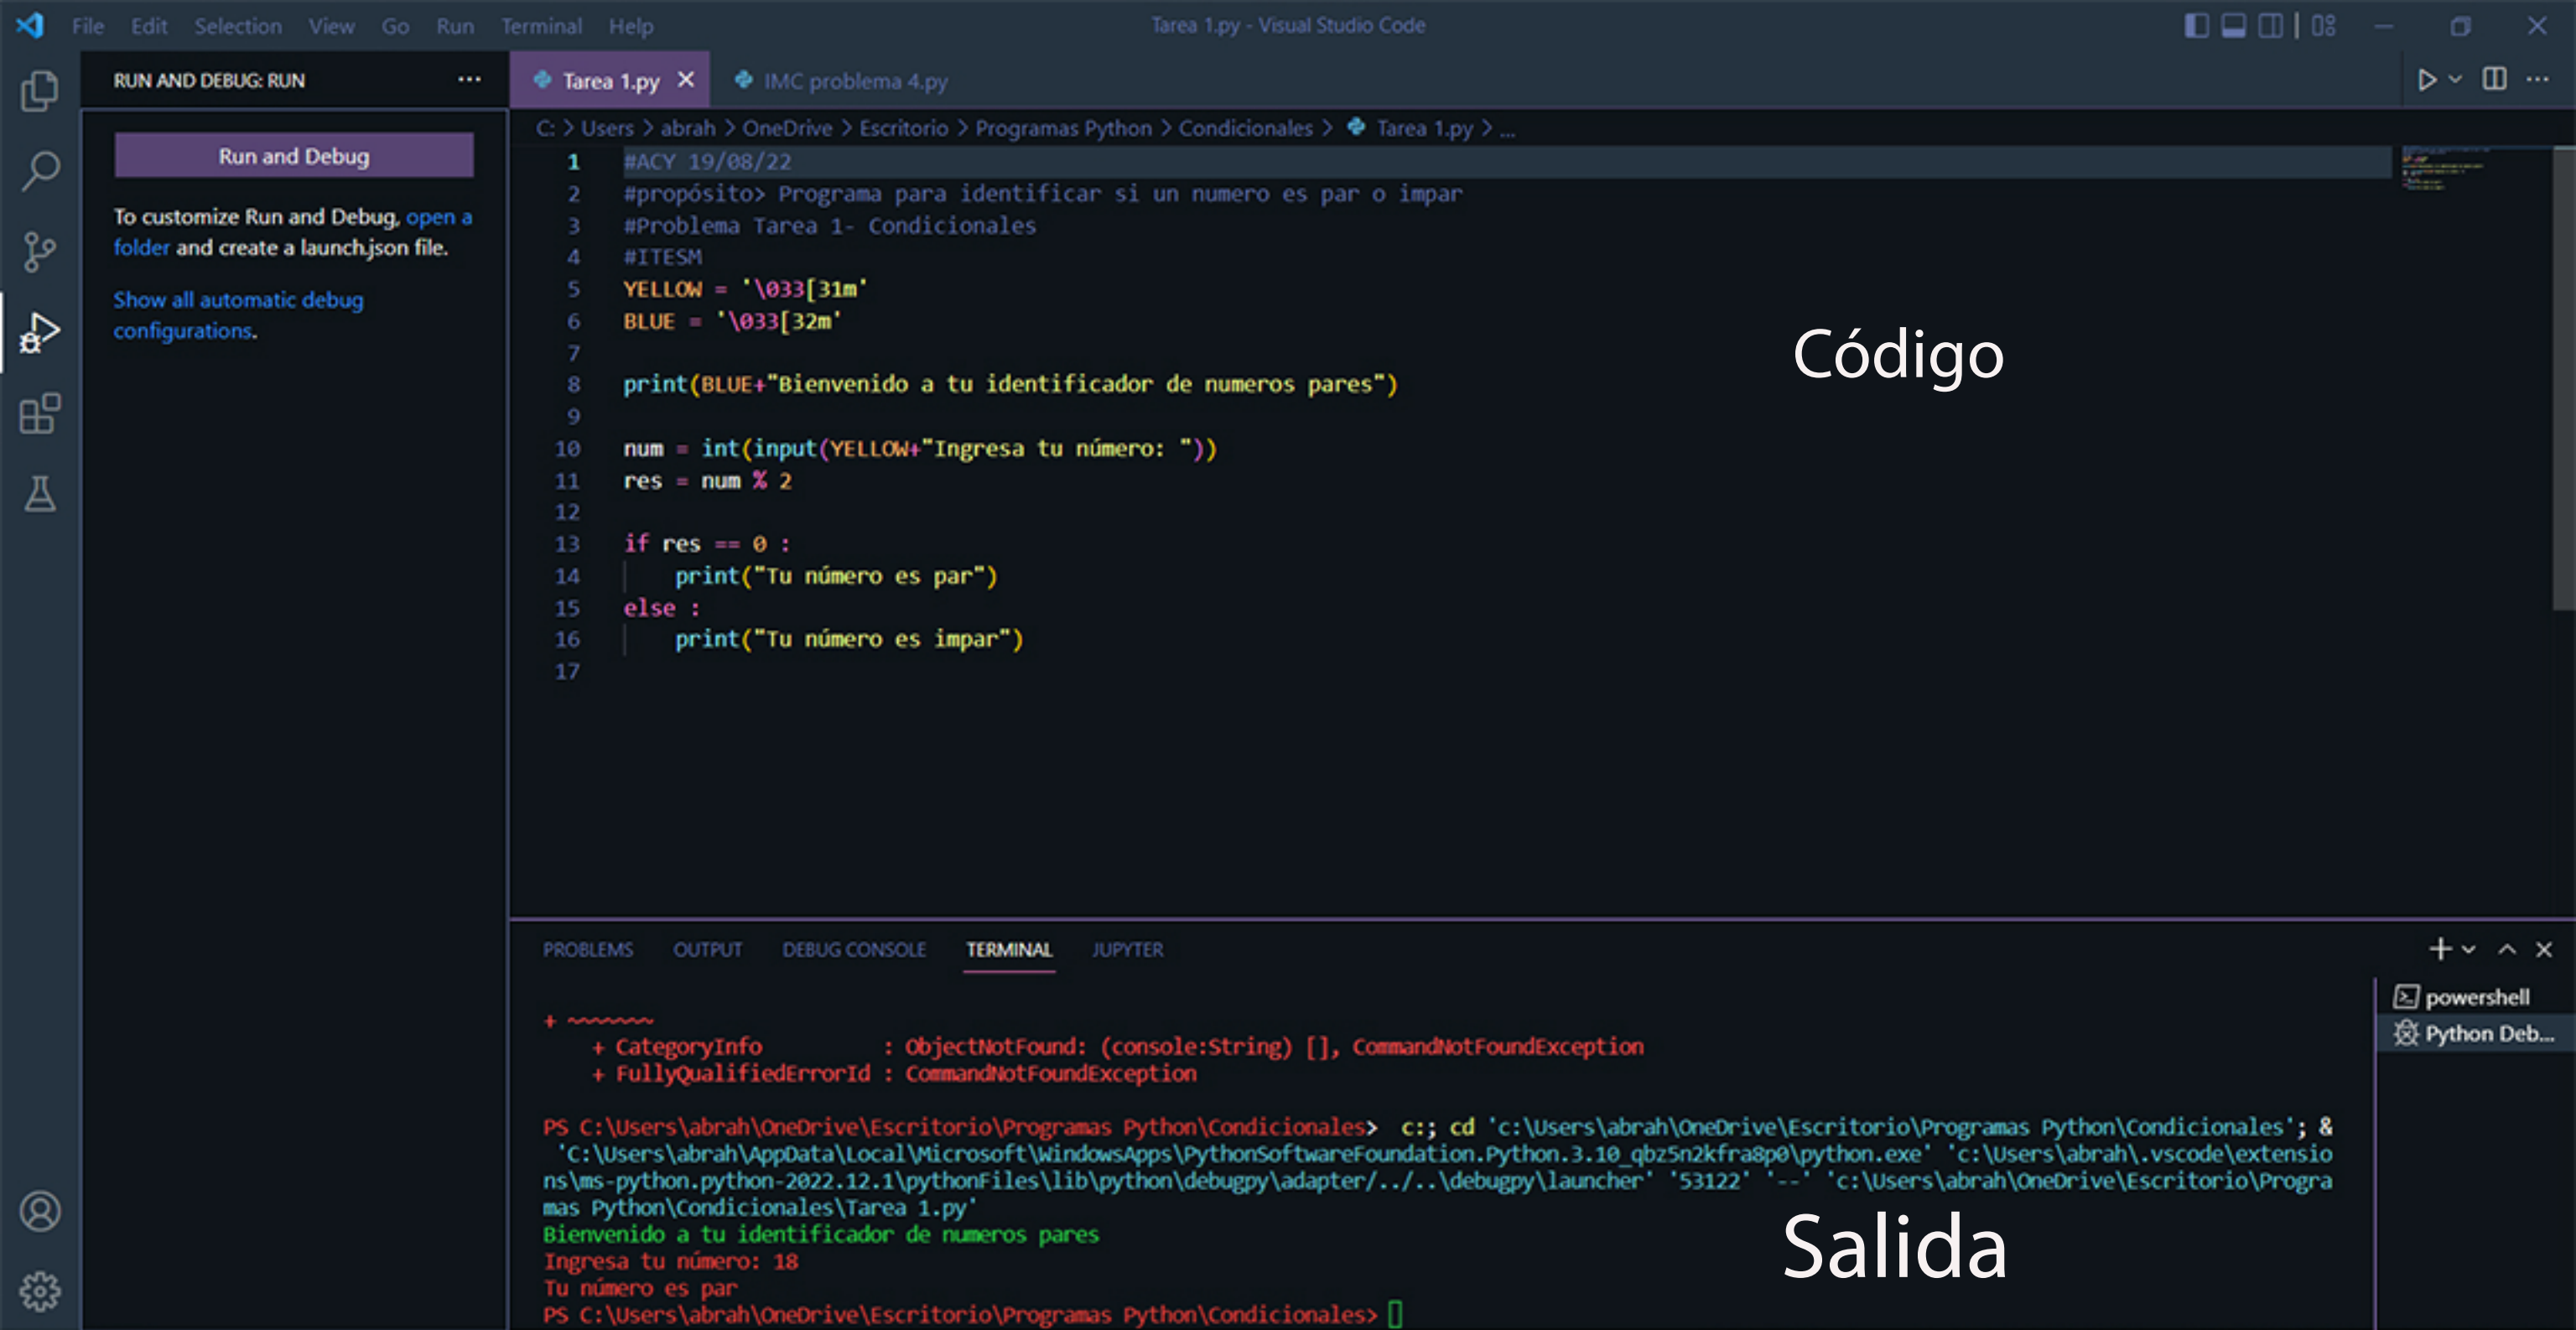 File Edit Selection View Go Run Terminal Help
Tarea 1.py - Visual Studio Code
RUN AND DEBUG: RUN
Tarea 1.py
IMC problema 4.py
Run and Debug
To customize Run and Debug, open a
folder and create a launch.json file.
Show all automatic debug
configurations.
C: > Users > abrah > OneDrive > Escritorio > Programas Python > Condicionales > Tarea 1.py > ...
1 #ACY 19/08/22
2 #propósito> Programa para identificar si un numero es par o impar
3 #Problema Tarea 1- Condicionales
4 #ITESM
5 YELLOW = '\033[31m'
6 BLUE = '\033[32m'
7
8 print(BLUE+"Bienvenido a tu identificador de numeros pares")
9
10 num = int(input(YELLOW+"Ingresa tu número: "))
11 res = num % 2
12
13 if res == 0 :
14 print("Tu número es par")
15 else :
16 print("Tu número es impar")
17
Código
PROBLEMS OUTPUT DEBUG CONSOLE TERMINAL JUPYTER
powershell
Python Deb...
+ ~~~~~~~
+ CategoryInfo : ObjectNotFound: (console:String) [], CommandNotFoundException
+ FullyQualifiedErrorId : CommandNotFoundException
PS C:\Users\abrah\OneDrive\Escritorio\Programas Python\Condicionales> c:; cd 'c:\Users\abrah\OneDrive\Escritorio\Programas Python\Condicionales'; &
'C:\Users\abrah\AppData\Local\Microsoft\WindowsApps\PythonSoftwareFoundation.Python.3.10_qbz5n2kfra8p0\python.exe' 'c:\Users\abrah\.vscode\extensio
ns\ms-python.python-2022.12.1\pythonFiles\lib\python\debugpy\adapter/../..\debugpy\launcher' '53122' '--' 'c:\Users\abrah\OneDrive\Escritorio\Progra
mas Python\Condicionales\Tarea 1.py'
Bienvenido a tu identificador de numeros pares
Ingresa tu número: 18
Tu número es par
PS C:\Users\abrah\OneDrive\Escritorio\Programas Python\Condicionales>
Salida